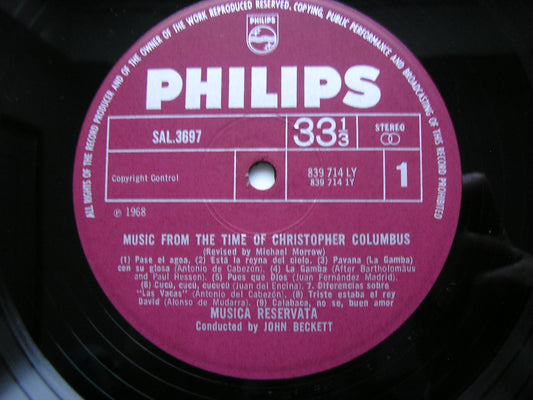 ALL RIGHTS OF THE RECORD PRODUCER AND OF THE OWNER OF THE WORK REPRODUCED RESERVED, COPYING, PUBLIC PERFORMANCE AND BROADCASTING OF THIS RECORD PROHIBITED
PHILIPS
PHILIPS
SAL.3697
33⅓
STEREO
Copyright Control
839 714 LY
839 714 1Y
1
℗ 1968
MUSIC FROM THE TIME OF CHRISTOPHER COLUMBUS
(Revised by Michael Morrow)
(1) Pase el agoa, (2) Está la reyna del cielo, (3) Pavana (La Gamba)
con su glosa (Antonio de Cabezón). (4) La Gamba (After Bartholomäus
and Paul Hessen). (5) Pues que Dios (Juan Fernández Madrid).
(6) Cucú, cucú, cucucú (Juan del Encina). 7. Diferencias sobre
"Las Vacas" (Antonio del Cabezón). (8) Triste estaba el rey
David (Alonso de Mudarra). (9) Calabaca, no se, buen amor
MUSICA RESERVATA
Conducted by JOHN BECKETT